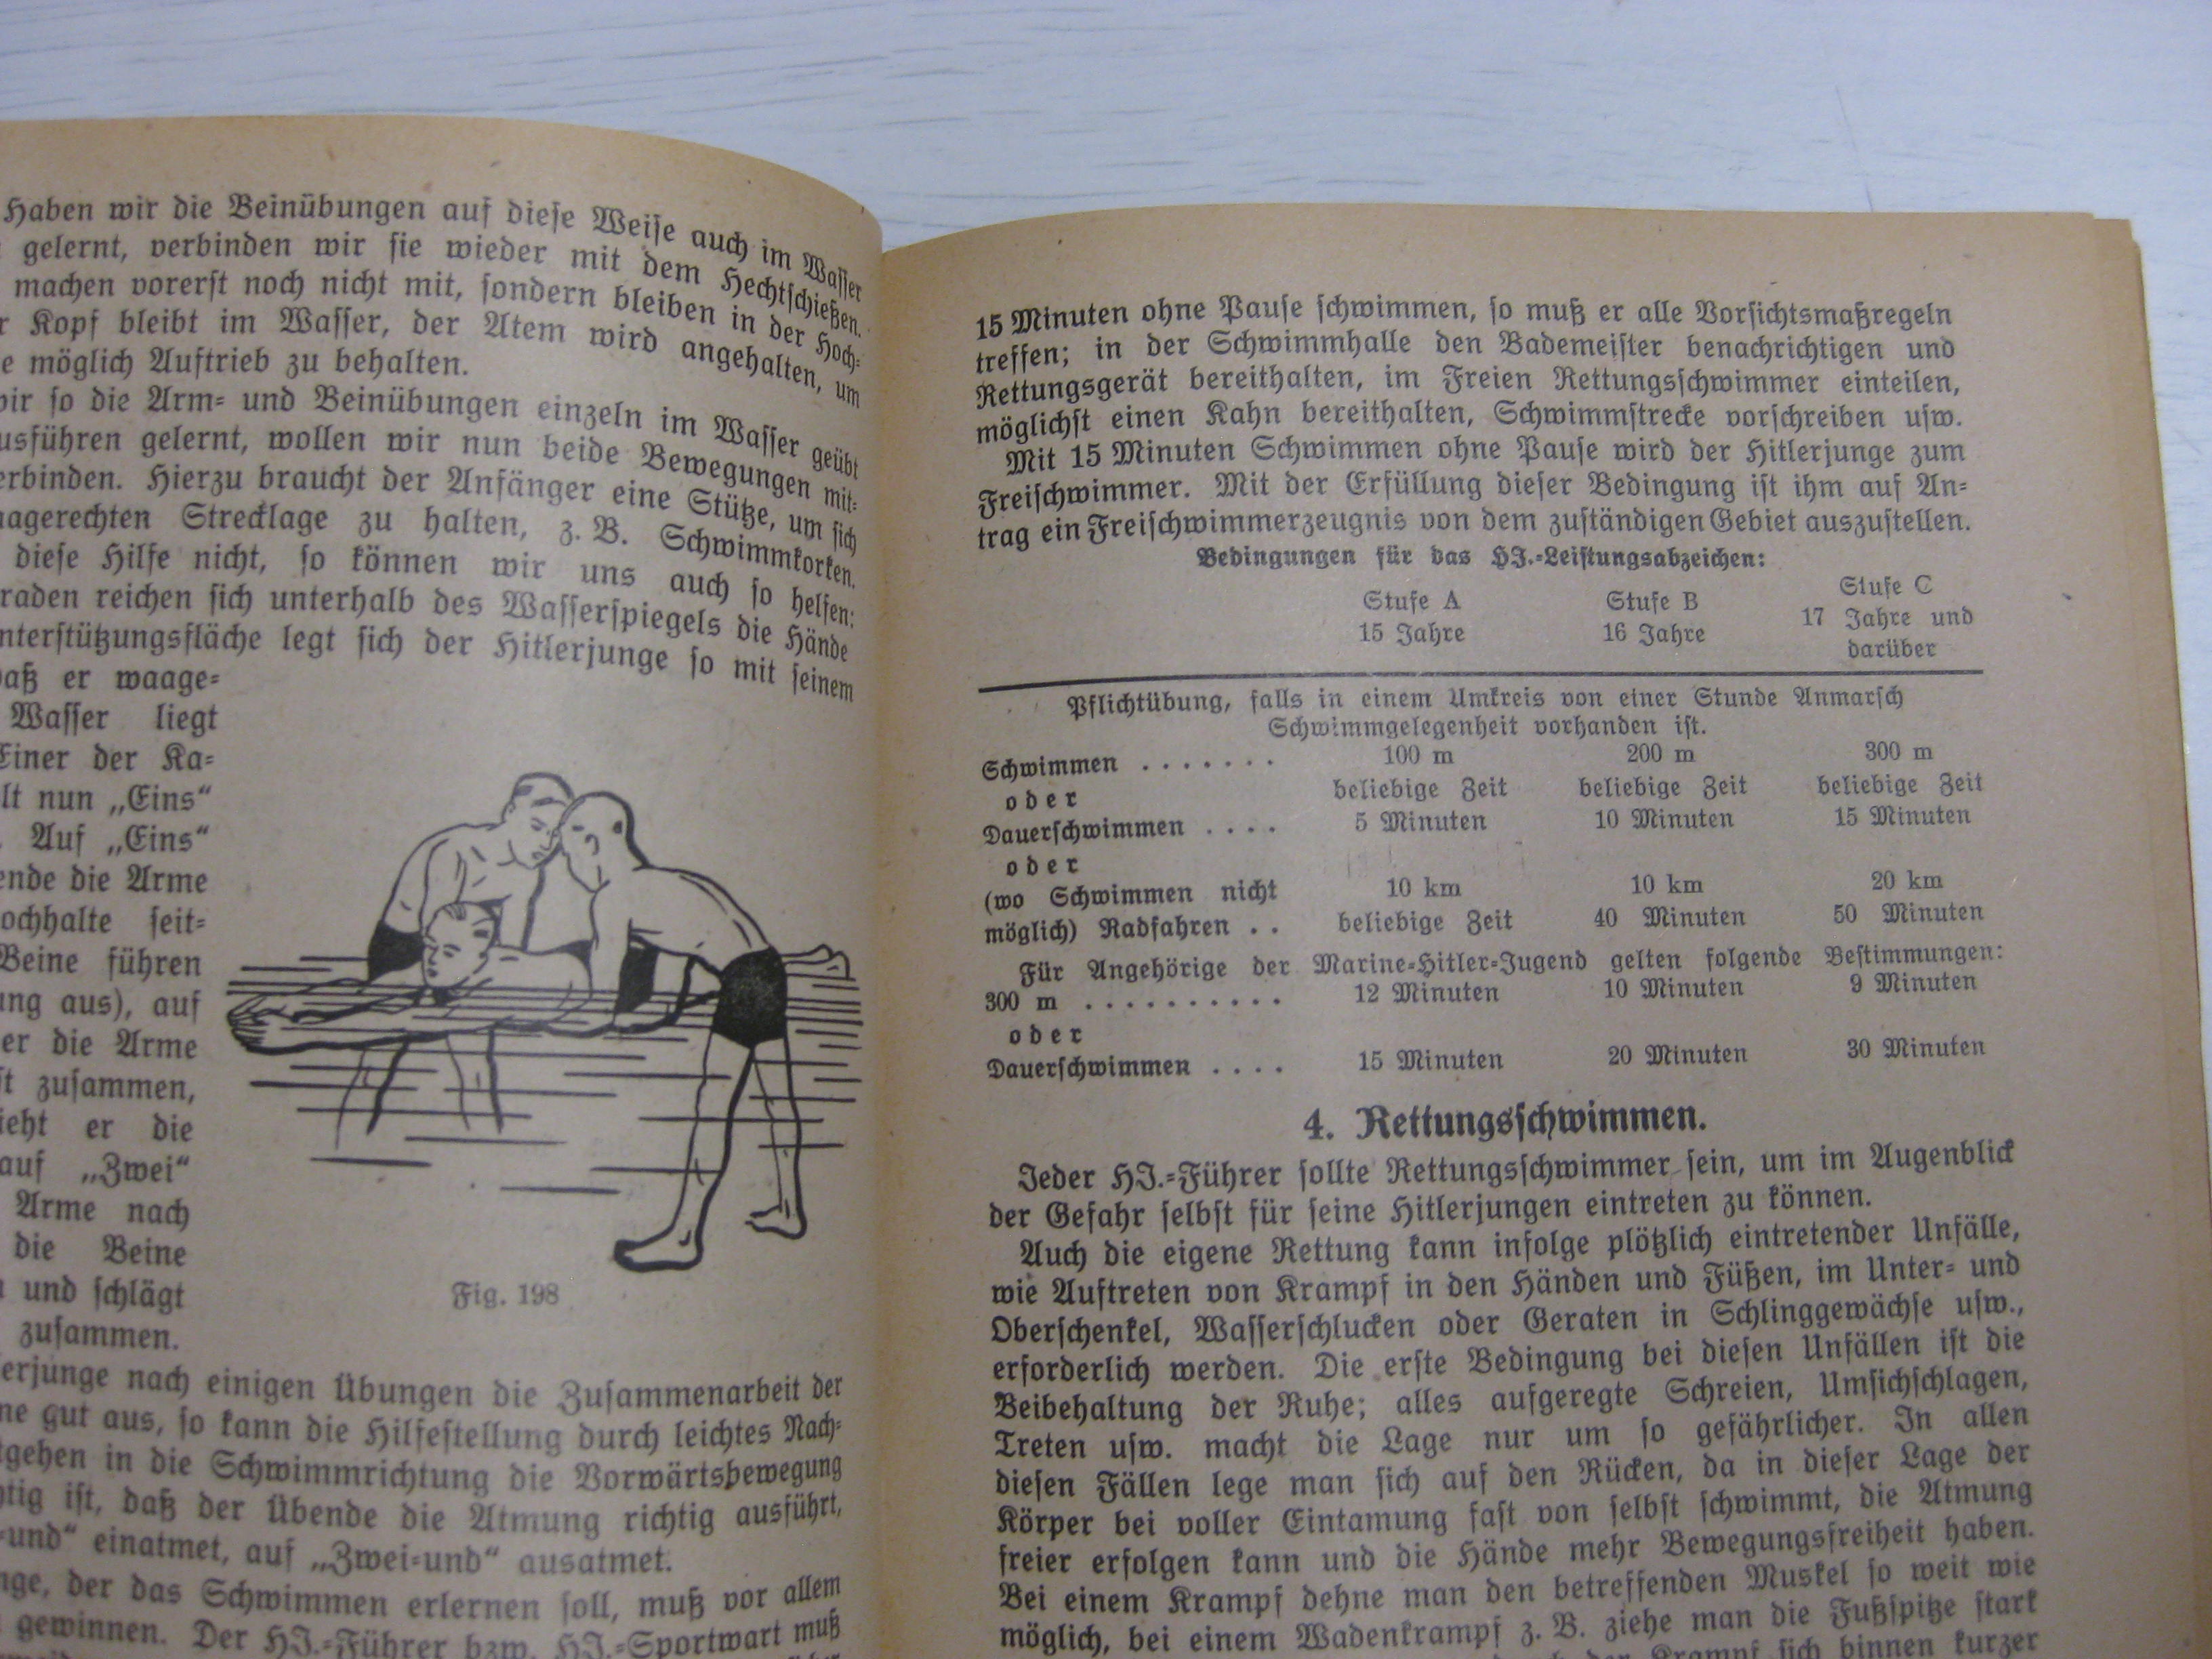 Haben wir die Beinübungen auf diese Weise auch im Wasser
gelernt, verbinden wir sie wieder mit dem Hechtschießen.
machen vorerst noch nicht mit, sondern bleiben in der Hoch-
Kopf bleibt im Wasser, der Atem wird angehalten, um
möglich Auftrieb zu behalten.
so die Arm- und Beinübungen einzeln im Wasser geübt
gelernt, wollen wir nun beide Bewegungen mit-
Hierzu braucht der Anfänger eine Stütze, um sich
Strecklage zu halten, z. B. Schwimmkorken.
diese Hilfe nicht, so können wir uns auch so helfen:
reichen sich unterhalb des Wasserspiegels die Hände
legt sich der Hitlerjunge so mit seinem
er waage-
Wasser liegt
Einer der Ka-
nun „Eins“
Auf „Eins“
die Arme
seit-
Beine führen
aus), auf
er die Arme
zusammen,
er die
auf „Zwei“
Arme nach
die Beine
und schlägt
zusammen.
Fig. 198
nach einigen Übungen die Zusammenarbeit der
gut aus, so kann die Hilfestellung durch leichtes Nach-
in die Schwimmrichtung die Vorwärtsbewegung
ist, daß der Übende die Atmung richtig ausführt,
einatmet, auf „Zwei-und“ ausatmet.
der das Schwimmen erlernen soll, muß vor allem
gewinnen. Der HJ.-Führer bzw. HJ.-Sportwart muß
15 Minuten ohne Pause schwimmen, so muß er alle Vorsichtsmaßregeln
treffen; in der Schwimmhalle den Bademeister benachrichtigen und
Rettungsgerät bereithalten, im Freien Rettungsschwimmer einteilen,
möglichst einen Kahn bereithalten, Schwimmstrecke vorschreiben usw.
Mit 15 Minuten Schwimmen ohne Pause wird der Hitlerjunge zum
Freischwimmer. Mit der Erfüllung dieser Bedingung ist ihm auf An-
trag ein Freischwimmerzeugnis von dem zuständigen Gebiet auszustellen.
Bedingungen für das HJ.-Leistungsabzeichen:
Stufe A Stufe B Stufe C
15 Jahre 16 Jahre 17 Jahre und
darüber
Pflichtübung, falls in einem Umkreis von einer Stunde Anmarsch
Schwimmgelegenheit vorhanden ist.
Schwimmen . . . . . . . 100 m 200 m 300 m
oder beliebige Zeit beliebige Zeit beliebige Zeit
Dauerschwimmen . . . . 5 Minuten 10 Minuten 15 Minuten
oder
(wo Schwimmen nicht 10 km 10 km 20 km
möglich) Radfahren . . beliebige Zeit 40 Minuten 50 Minuten
Für Angehörige der Marine-Hitler-Jugend gelten folgende Bestimmungen:
300 m . . . . . . . . . . 12 Minuten 10 Minuten 9 Minuten
oder
Dauerschwimmen . . . . 15 Minuten 20 Minuten 30 Minuten
4. Rettungsschwimmen.
Jeder HJ.-Führer sollte Rettungsschwimmer sein, um im Augenblick
der Gefahr selbst für seine Hitlerjungen eintreten zu können.
Auch die eigene Rettung kann infolge plötzlich eintretender Unfälle,
wie Auftreten von Krampf in den Händen und Füßen, im Unter- und
Oberschenkel, Wasserschlucken oder Geraten in Schlinggewächse usw.,
erforderlich werden. Die erste Bedingung bei diesen Unfällen ist die
Beibehaltung der Ruhe; alles aufgeregte Schreien, Umsichschlagen,
Treten usw. macht die Lage nur um so gefährlicher. In allen
diesen Fällen lege man sich auf den Rücken, da in dieser Lage der
Körper bei voller Eintamung fast von selbst schwimmt, die Atmung
freier erfolgen kann und die Hände mehr Bewegungsfreiheit haben.
Bei einem Krampf dehne man den betreffenden Muskel so weit wie
möglich, bei einem Wadenkrampf z. B. ziehe man die Fußspitze stark
Krampf sich binnen kurzer